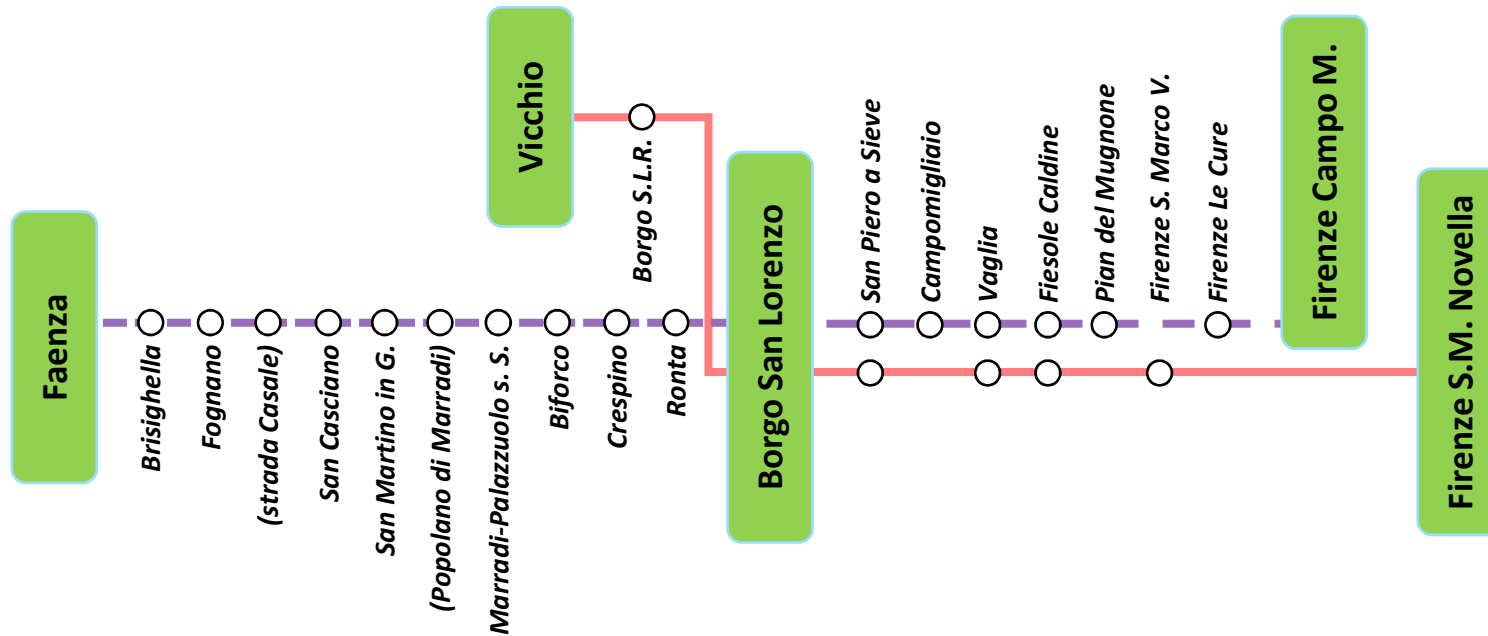 Faenza
Brisighella
Fognano
(strada Casale)
San Casciano
San Martino in G.
(Popolano di Marradi)
Marradi-Palazzuolo s. S.
Biforco
Crespino
Ronta
Vicchio
Borgo S.L.R.
Borgo San Lorenzo
San Piero a Sieve
Campomigliaio
Vaglia
Fiesole Caldine
Pian del Mugnone
Firenze S. Marco V.
Firenze Le Cure
Firenze Campo M.
Firenze S.M. Novella